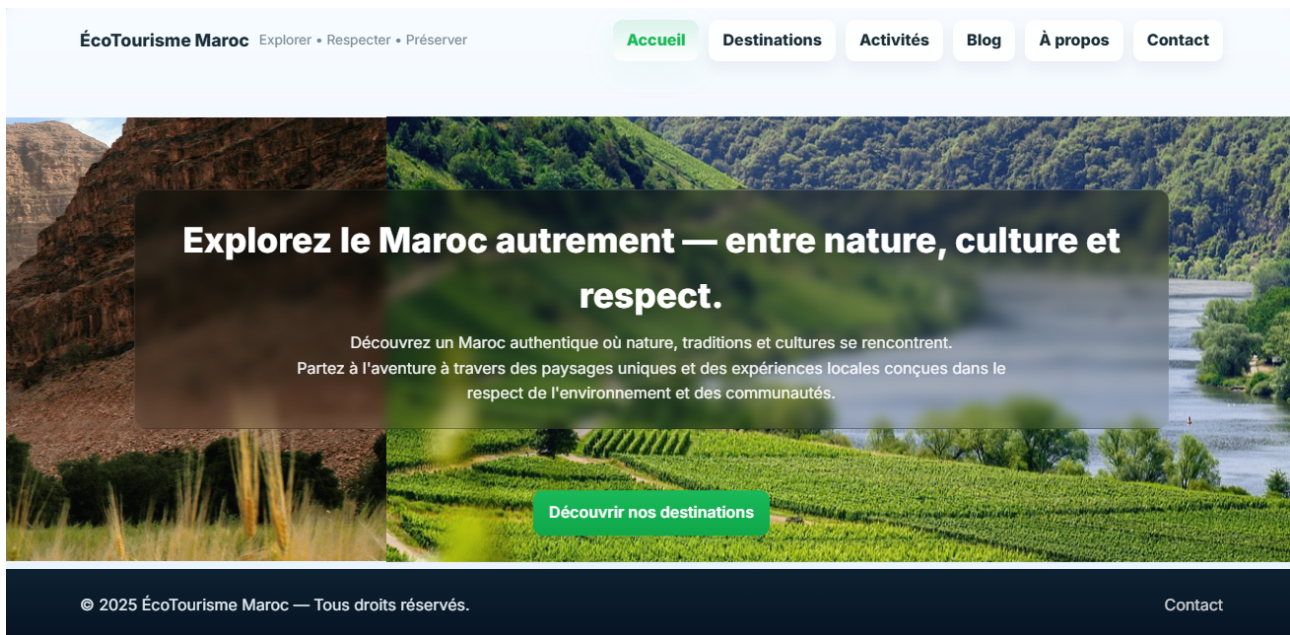 ÉcoTourisme Maroc Explorer • Respecter • Préserver
Accueil Destinations Activités Blog À propos Contact
Explorez le Maroc autrement — entre nature, culture et
respect.
Découvrez un Maroc authentique où nature, traditions et cultures se rencontrent.
Partez à l'aventure à travers des paysages uniques et des expériences locales conçues dans le
respect de l'environnement et des communautés.
Découvrir nos destinations
© 2025 ÉcoTourisme Maroc — Tous droits réservés.
Contact